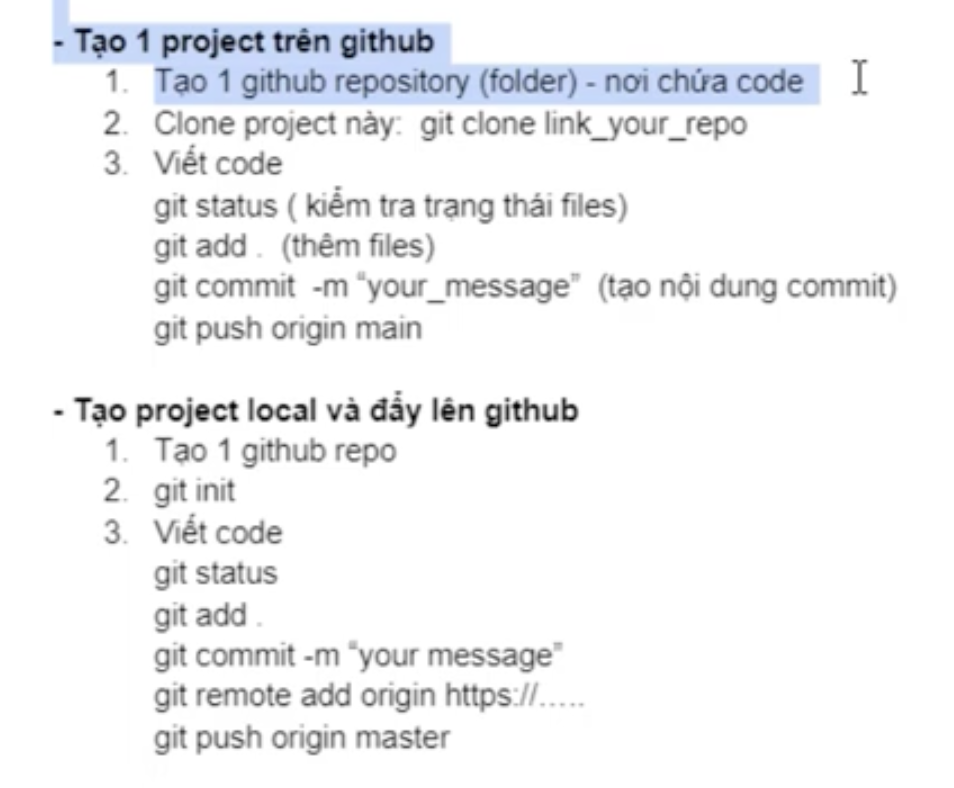 - Tạo 1 project trên github
1. Tạo 1 github repository (folder) - nơi chứa code
2. Clone project này: git clone link_your_repo
3. Viết code
git status ( kiểm tra trạng thái files)
git add . (thêm files)
git commit -m “your_message” (tạo nội dung commit)
git push origin main
- Tạo project local và đẩy lên github
1. Tạo 1 github repo
2. git init
3. Viết code
git status
git add .
git commit -m “your message”
git remote add origin https://.....
git push origin master